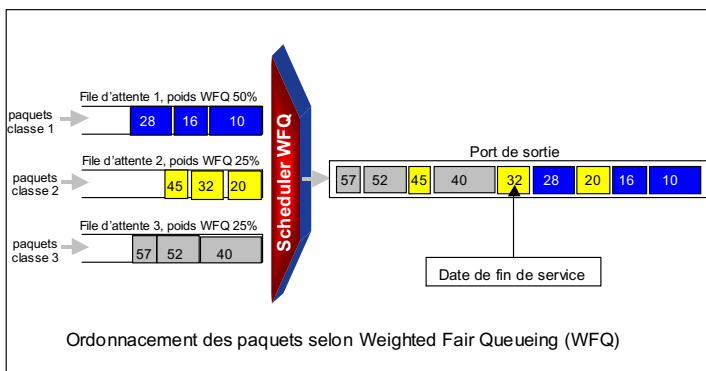 File d'attente 1, poids WFQ 50%
paquets
classe 1
28 16 10
File d'attente 2, poids WFQ 25%
paquets
classe 2
45 32 20
File d'attente 3, poids WFQ 25%
paquets
classe 3
57 52 40
Scheduler WFQ
Port de sortie
57 52 45 40 32 28 20 16 10
Date de fin de service
Ordonnacement des paquets selon Weighted Fair Queueing (WFQ)